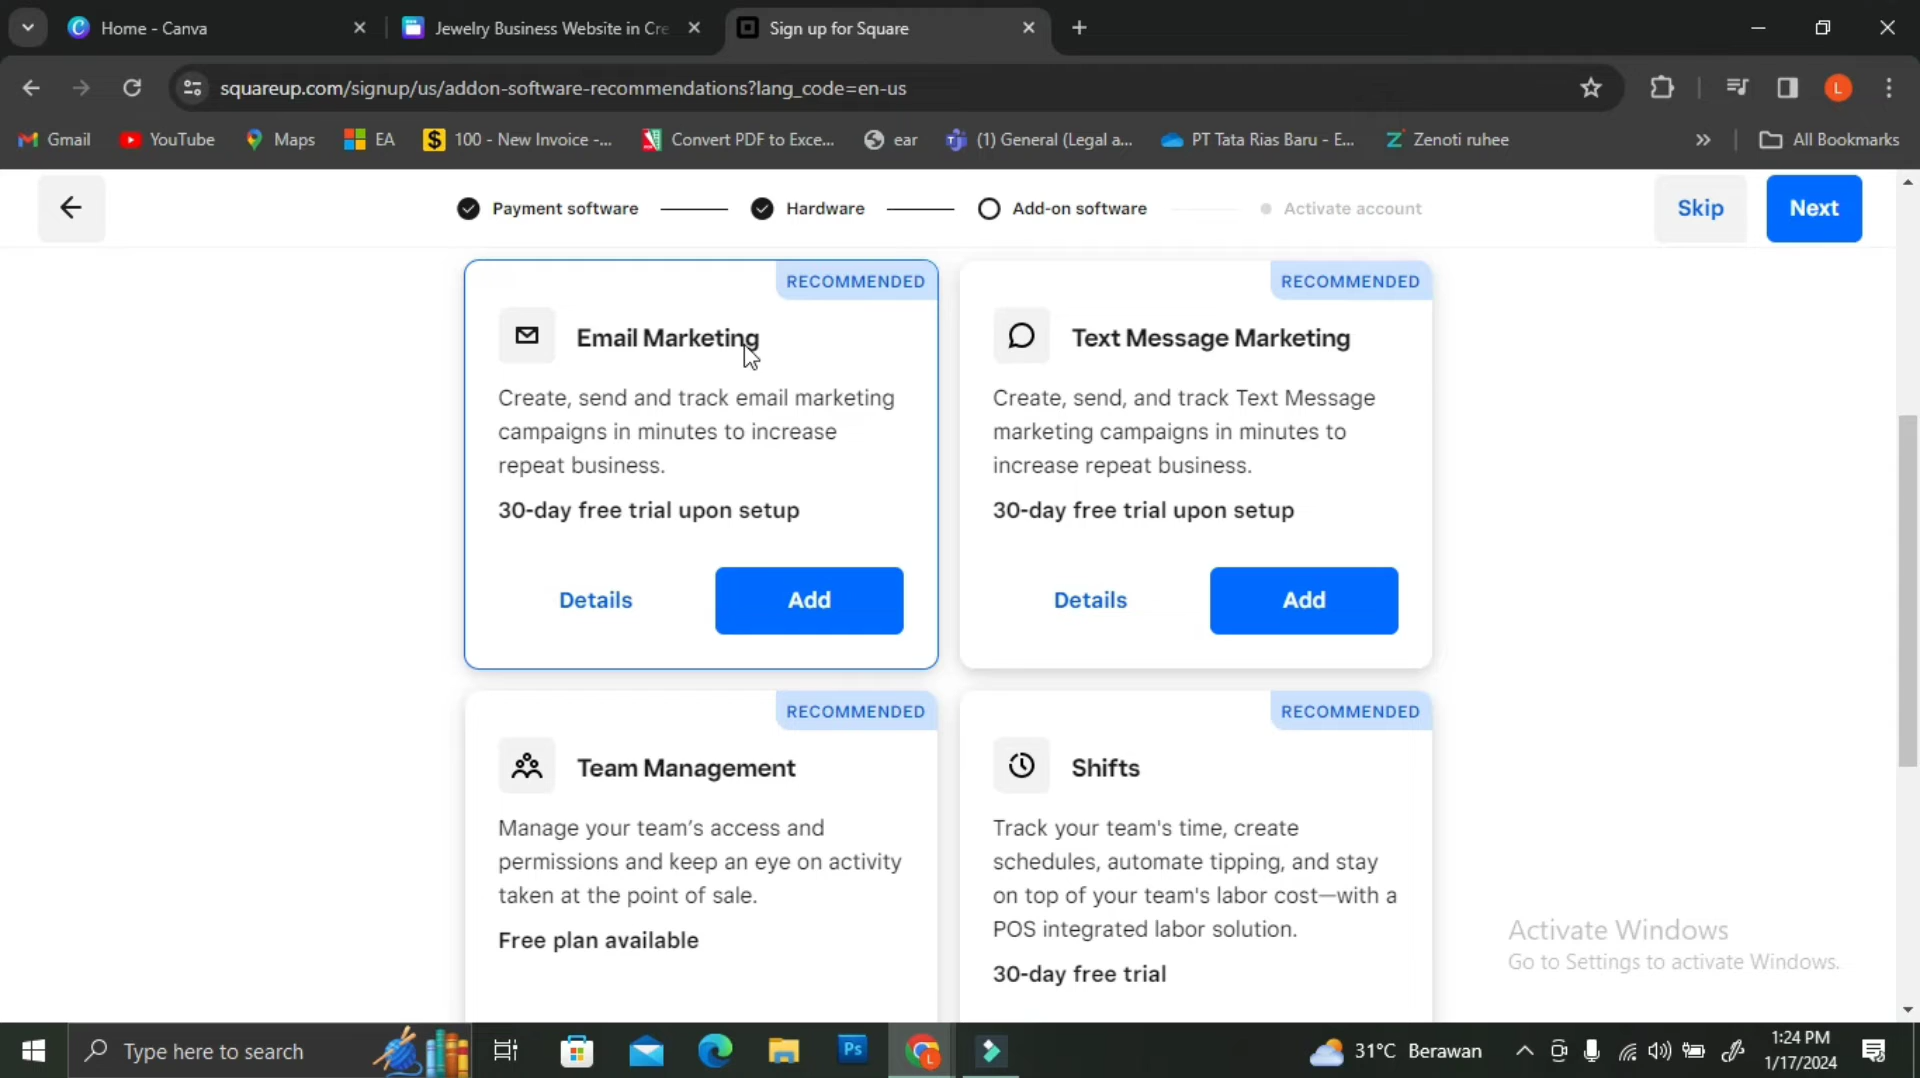 Home - Canva
Jewelry Business Website in Cre
Sign up for Square
squareup.com/signup/us/addon-software-recommendations?lang_code=en-us
L
Gmail
YouTube
Maps
EA
100 - New Invoice -...
Convert PDF to Exce...
ear
(1) General (Legal a...
PT Tata Rias Baru - E...
Zenoti ruhee
All Bookmarks
Payment software
Hardware
Add-on software
Activate account
Skip
Next
RECOMMENDED
Email Marketing
Create, send and track email marketing
campaigns in minutes to increase
repeat business.
30-day free trial upon setup
Details
Add
RECOMMENDED
Text Message Marketing
Create, send, and track Text Message
marketing campaigns in minutes to
increase repeat business.
30-day free trial upon setup
Details
Add
RECOMMENDED
Team Management
Manage your team’s access and
permissions and keep an eye on activity
taken at the point of sale.
Free plan available
RECOMMENDED
Shifts
Track your team's time, create
schedules, automate tipping, and stay
on top of your team's labor cost—with a
POS integrated labor solution.
30-day free trial
Activate Windows
Go to Settings to activate Windows.
Type here to search
Ps
L
31°C Berawan
1:24 PM
1/17/2024